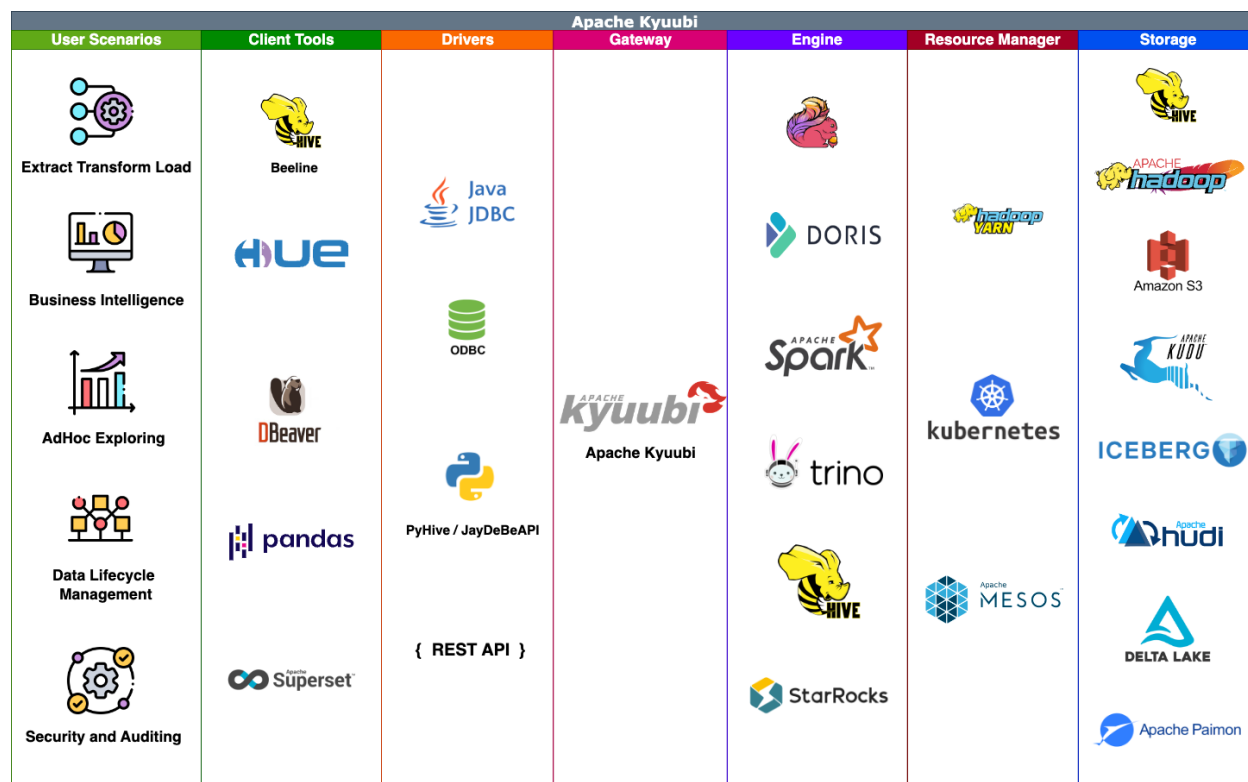 Apache Kyuubi
User Scenarios
Client Tools
Drivers
Gateway
Engine
Resource Manager
Storage
Extract Transform Load
Business Intelligence
AdHoc Exploring
Data Lifecycle
Management
Security and Auditing
HIVE
Beeline
HUE
DBeaver
pandas
Apache
Superset
Java
JDBC
ODBC
PyHive / JayDeBeAPI
{ REST API }
APACHE
kyuubi
Apache Kyuubi
DORIS
APACHE
Spark™
trino
HIVE
StarRocks
hadoop
YARN
kubernetes
Apache
MESOS™
HIVE
APACHE
hadoop
Amazon S3
APACHE
KUDU
ICEBERG
Apache
hudi
DELTA LAKE
Apache Paimon